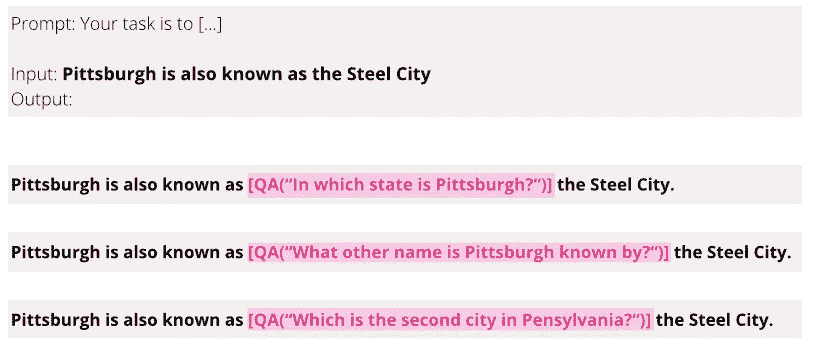 Prompt: Your task is to [...]
Input: Pittsburgh is also known as the Steel City
Output:
Pittsburgh is also known as [QA(“In which state is Pittsburgh?”)] the Steel City.
Pittsburgh is also known as [QA(“What other name is Pittsburgh known by?”)] the Steel City.
Pittsburgh is also known as [QA(“Which is the second city in Pensylvania?”)] the Steel City.